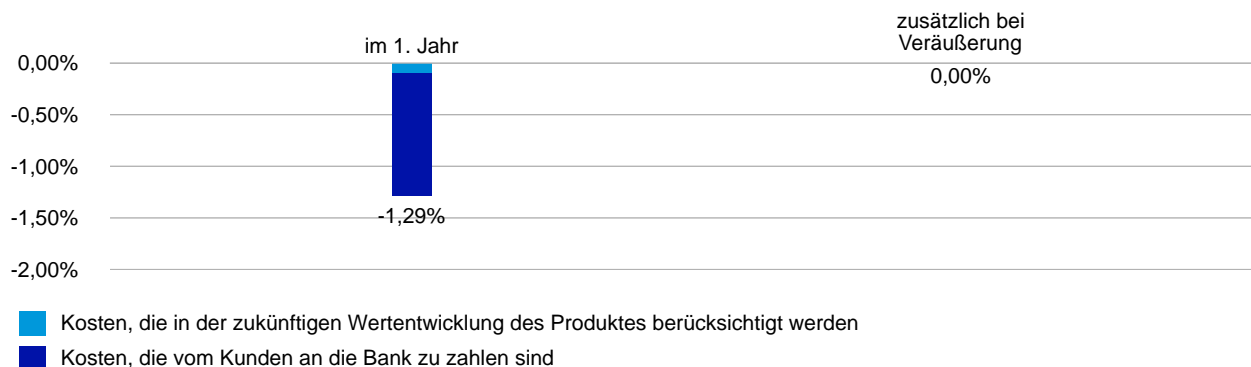 im 1. Jahr
zusätzlich bei
Veräußerung
0,00%
0,00%
-0,50%
-1,00%
-1,50%
-1,29%
-2,00%
Kosten, die in der zukünftigen Wertentwicklung des Produktes berücksichtigt werden
Kosten, die vom Kunden an die Bank zu zahlen sind